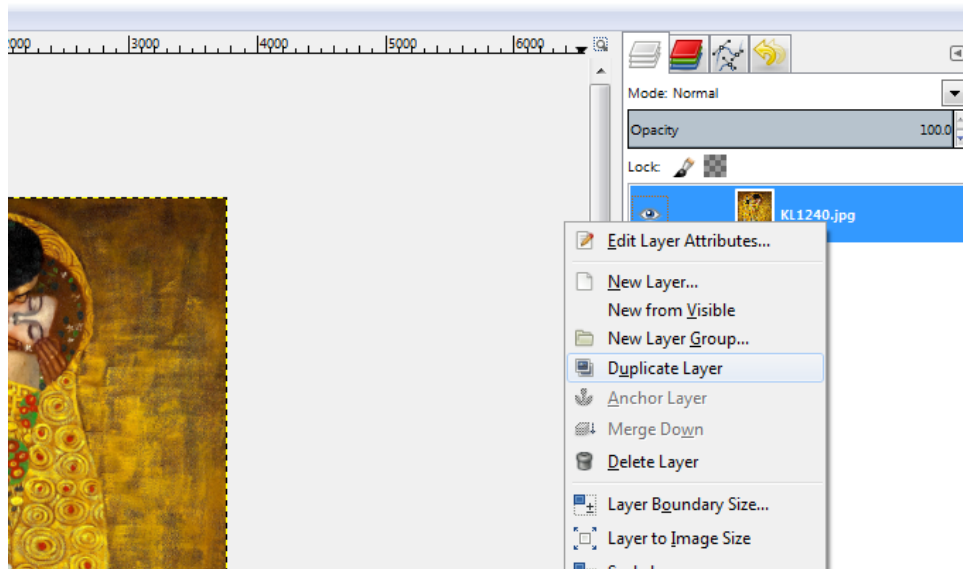 3000 4000 5000 6000
Mode: Normal
Opacity 100.0
Lock:
KL1240.jpg
Edit Layer Attributes...
New Layer...
New from Visible
New Layer Group...
Duplicate Layer
Anchor Layer
Merge Down
Delete Layer
Layer Boundary Size...
Layer to Image Size